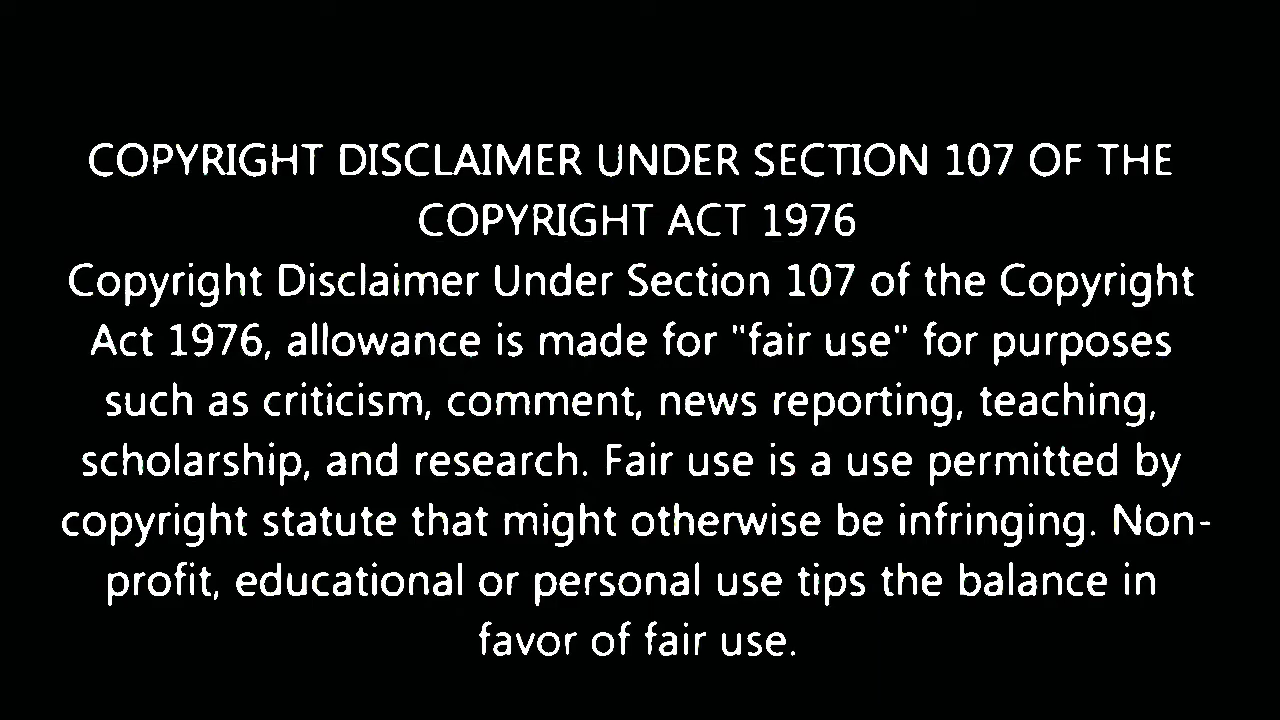 COPYRIGHT DISCLAIMER UNDER SECTION 107 OF THE
COPYRIGHT ACT 1976
Copyright Disclaimer Under Section 107 of the Copyright
Act 1976, allowance is made for "fair use" for purposes
such as criticism, comment, news reporting, teaching,
scholarship, and research. Fair use is a use permitted by
copyright statute that might otherwise be infringing. Non-
profit, educational or personal use tips the balance in
favor of fair use.